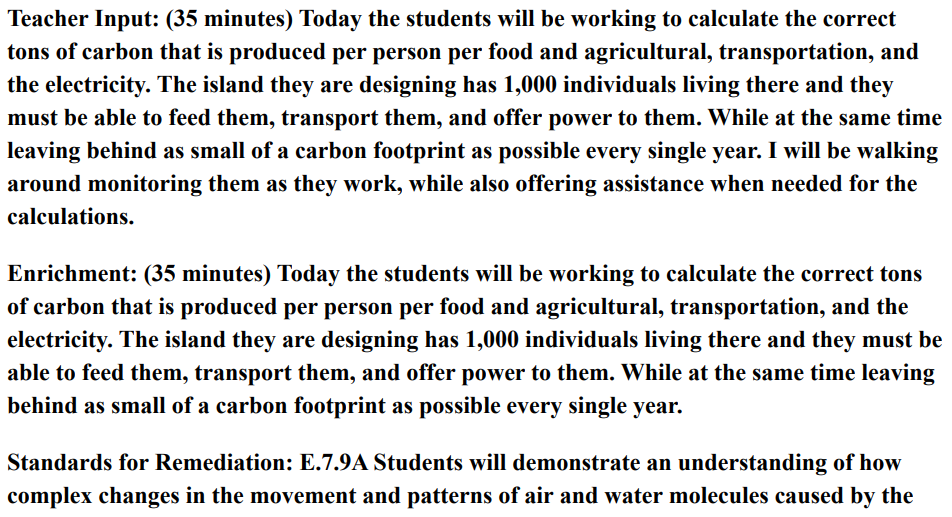 Teacher Input: (35 minutes) Today the students will be working to calculate the correct
tons of carbon that is produced per person per food and agricultural, transportation, and
the electricity. The island they are designing has 1,000 individuals living there and they
must be able to feed them, transport them, and offer power to them. While at the same time
leaving behind as small of a carbon footprint as possible every single year. I will be walking
around monitoring them as they work, while also offering assistance when needed for the
calculations.
Enrichment: (35 minutes) Today the students will be working to calculate the correct tons
of carbon that is produced per person per food and agricultural, transportation, and the
electricity. The island they are designing has 1,000 individuals living there and they must be
able to feed them, transport them, and offer power to them. While at the same time leaving
behind as small of a carbon footprint as possible every single year.
Standards for Remediation: E.7.9A Students will demonstrate an understanding of how
complex changes in the movement and patterns of air and water molecules caused by the